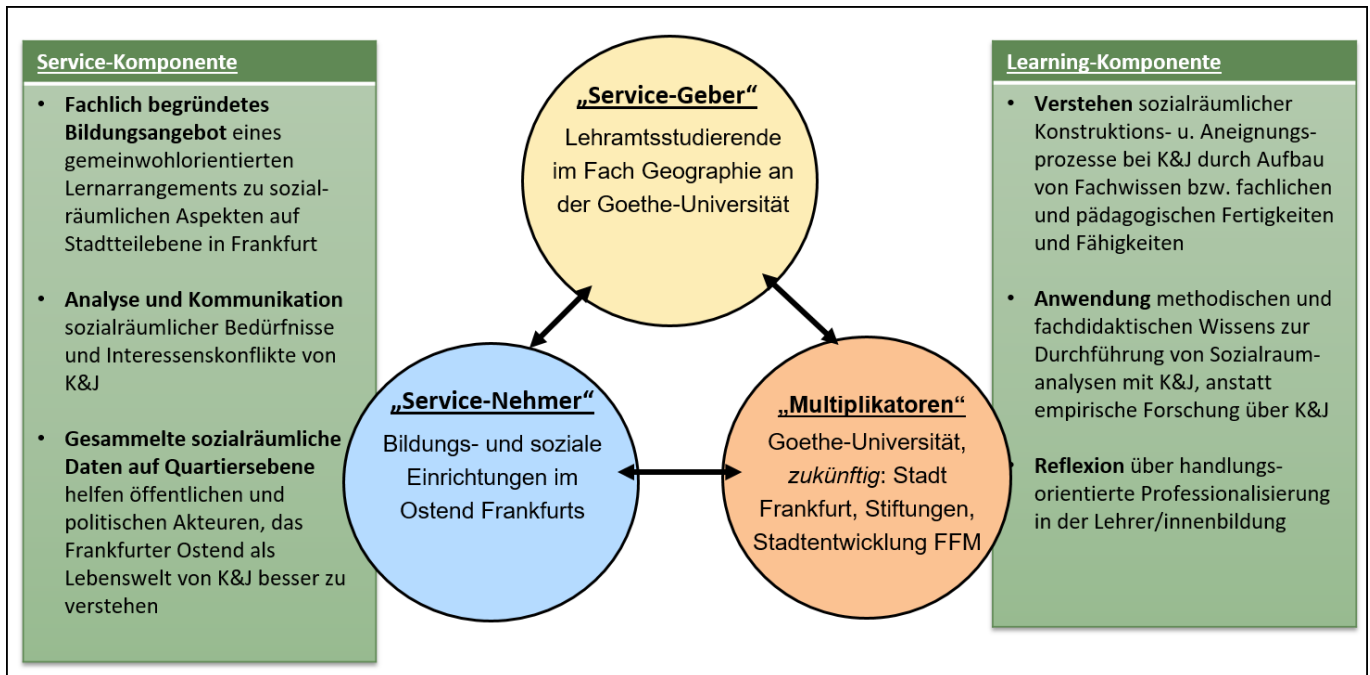 Service-Komponente
• Fachlich begründetes
Bildungsangebot eines
gemeinwohlorientierten
Lernarrangements zu sozial-
räumlichen Aspekten auf
Stadtteilebene in Frankfurt
• Analyse und Kommunikation
sozialräumlicher Bedürfnisse
und Interessenskonflikte von
K&J
• Gesammelte sozialräumliche
Daten auf Quartiersebene
helfen öffentlichen und
politischen Akteuren, das
Frankfurter Ostend als
Lebenswelt von K&J besser zu
verstehen
„Service-Geber“
Lehramtsstudierende
im Fach Geographie an
der Goethe-Universität
„Service-Nehmer“
Bildungs- und soziale
Einrichtungen im
Ostend Frankfurts
„Multiplikatoren“
Goethe-Universität,
zukünftig: Stadt
Frankfurt, Stiftungen,
Stadtentwicklung FFM
Learning-Komponente
• Verstehen sozialräumlicher
Konstruktions- u. Aneignungs-
prozesse bei K&J durch Aufbau
von Fachwissen bzw. fachlichen
und pädagogischen Fertigkeiten
und Fähigkeiten
• Anwendung methodischen und
fachdidaktischen Wissens zur
Durchführung von Sozialraum-
analysen mit K&J, anstatt
empirische Forschung über K&J
• Reflexion über handlungs-
orientierte Professionalisierung
in der Lehrer/innenbildung